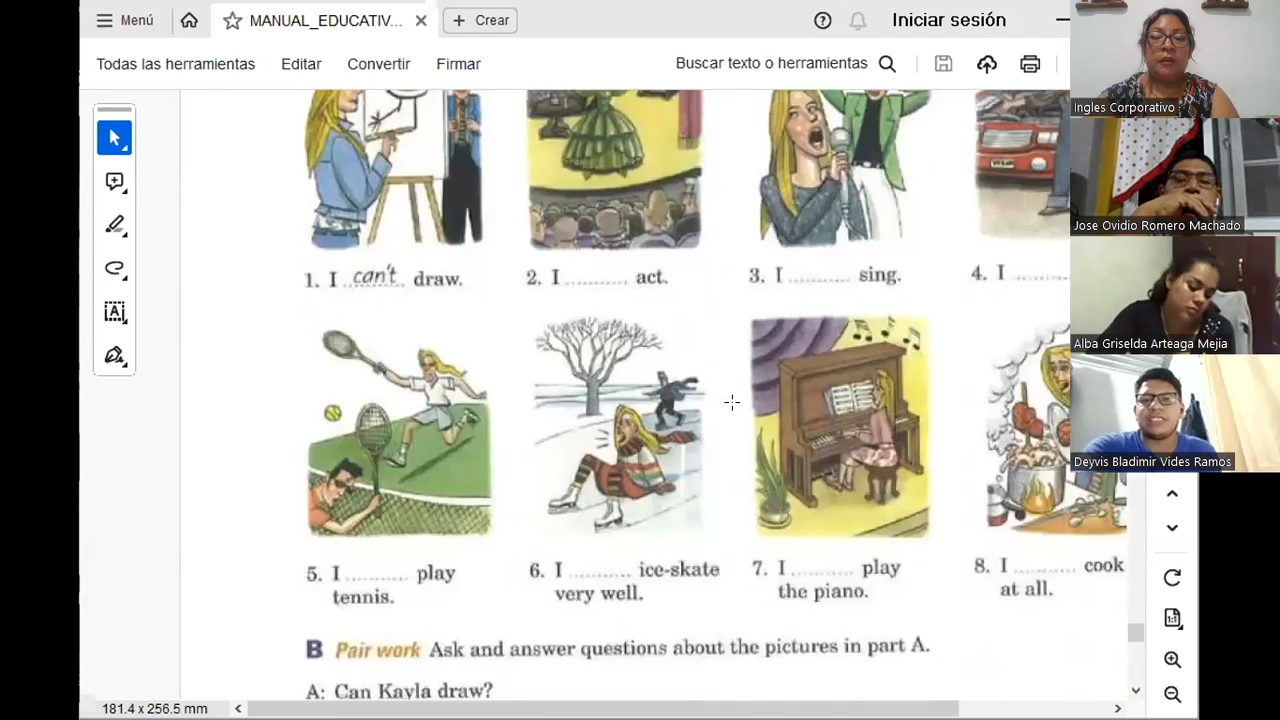 Menú
MANUAL_EDUCATIV...
Crear
Iniciar sesión
Todas las herramientas
Editar
Convertir
Firmar
Buscar texto o herramientas
Ingles Corporativo
Jose Ovidio Romero Machado
Alba Griselda Arteaga Mejia
Deyvis Bladimir Vides Ramos
1. I can't draw.
2. I .......... act.
3. I .......... sing.
4. I ..........
5. I .......... play
tennis.
6. I .......... ice-skate
very well.
7. I .......... play
the piano.
8. I .......... cook
at all.
B Pair work Ask and answer questions about the pictures in part A.
A: Can Kayla draw?
181.4 x 256.5 mm